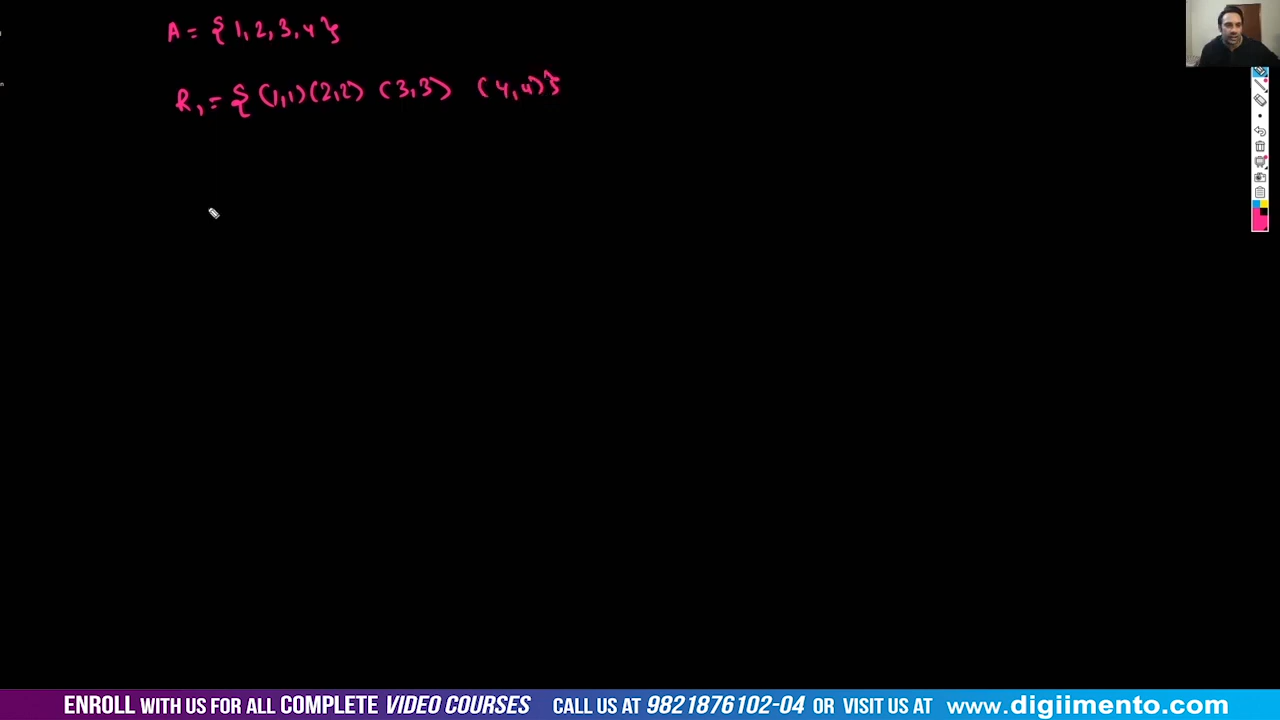 A = { 1, 2, 3, 4 }
R₁ = { (1,1) (2,2) (3,3) (4,4) }
ENROLL WITH US FOR ALL COMPLETE VIDEO COURSES CALL US AT 9821876102-04 OR VISIT US AT www.digiimento.com